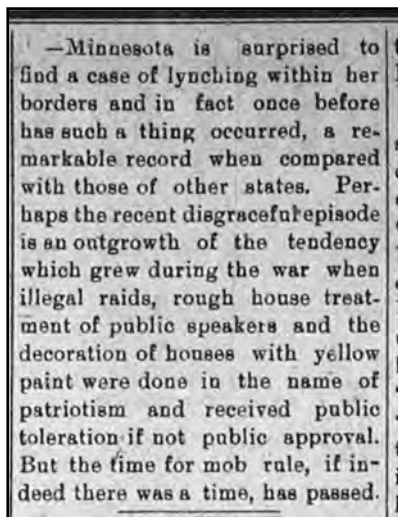 —Minnesota is surprised to
find a case of lynching within her
borders and in fact once before
has such a thing occurred, a re-
markable record when compared
with those of other states. Per-
haps the recent disgraceful episode
is an outgrowth of the tendency
which grew during the war when
illegal raids, rough house treat-
ment of public speakers and the
decoration of houses with yellow
paint were done in the name of
patriotism and received public
toleration if not public approval.
But the time for mob rule, if in-
deed there was a time, has passed.